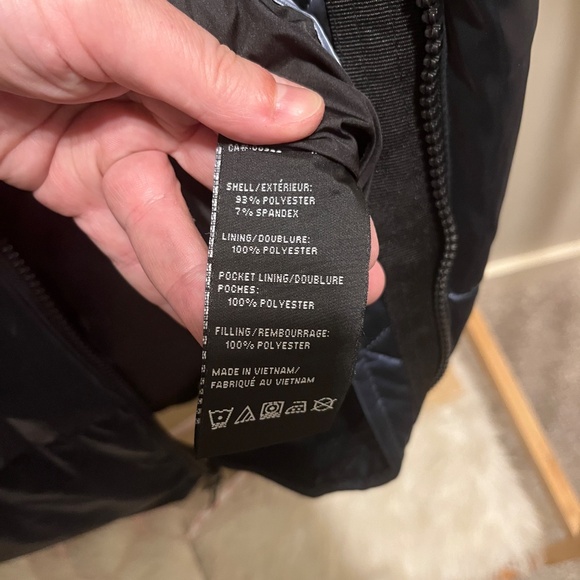 SHELL/EXTÉRIEUR:
93% POLYESTER
7% SPANDEX
LINING/DOUBLURE:
100% POLYESTER
POCKET LINING/DOUBLURE
POCHES:
100% POLYESTER
FILLING/REMBOURRAGE:
100% POLYESTER
MADE IN VIETNAM/
FABRIQUÉ AU VIETNAM